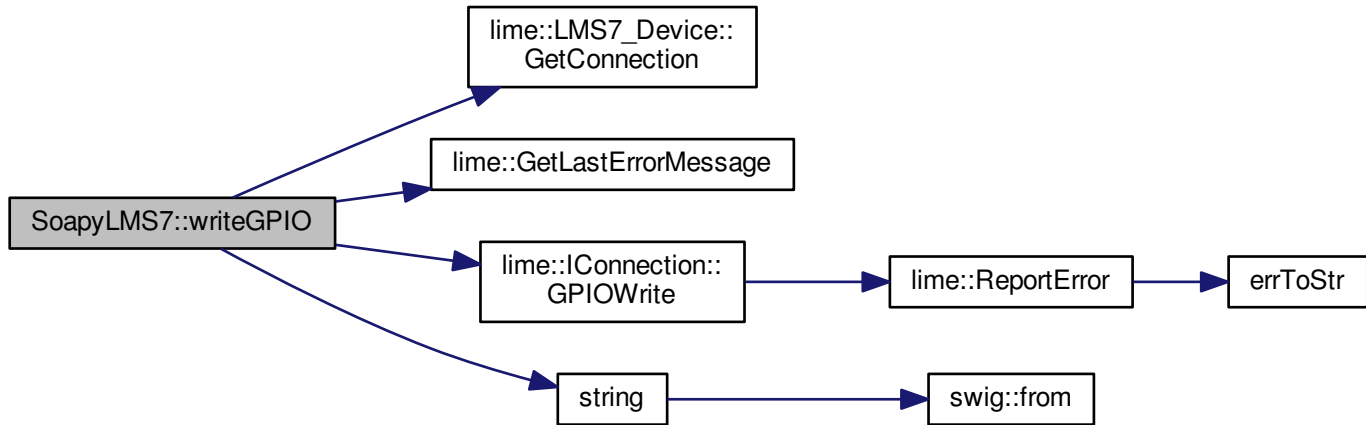 lime::LMS7_Device::
GetConnection
lime::GetLastErrorMessage
SoapyLMS7::writeGPIO
lime::IConnection::
GPIOWrite
lime::ReportError
errToStr
string
swig::from